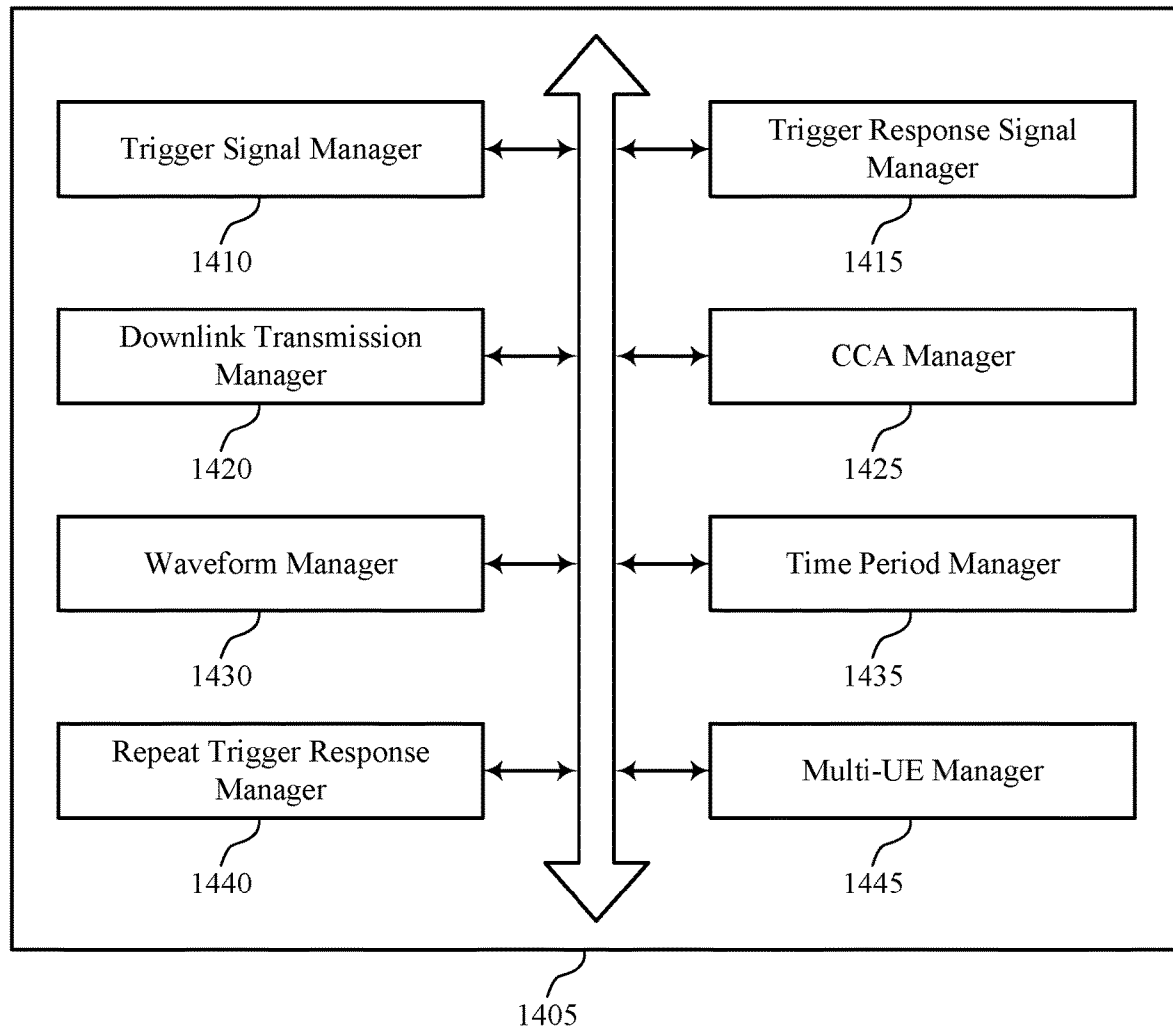 Trigger Signal Manager
1410
Trigger Response Signal
Manager
1415
Downlink Transmission
Manager
1420
CCA Manager
1425
Waveform Manager
1430
Time Period Manager
1435
Repeat Trigger Response
Manager
1440
Multi-UE Manager
1445
1405